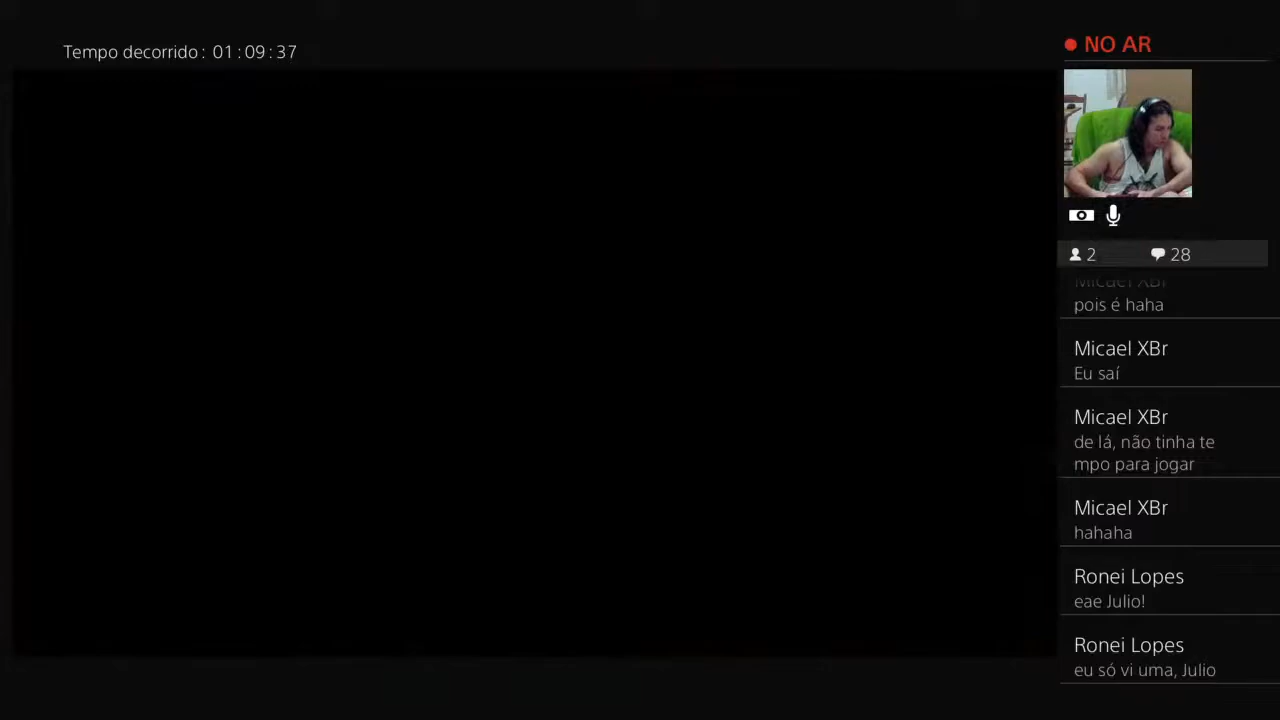 Tempo decorrido: 01:09:37
NO AR
2
28
Micael XBr
pois é haha
Micael XBr
Eu saí
Micael XBr
de lá, não tinha te
mpo para jogar
Micael XBr
hahaha
Ronei Lopes
eae Julio!
Ronei Lopes
eu só vi uma, Julio